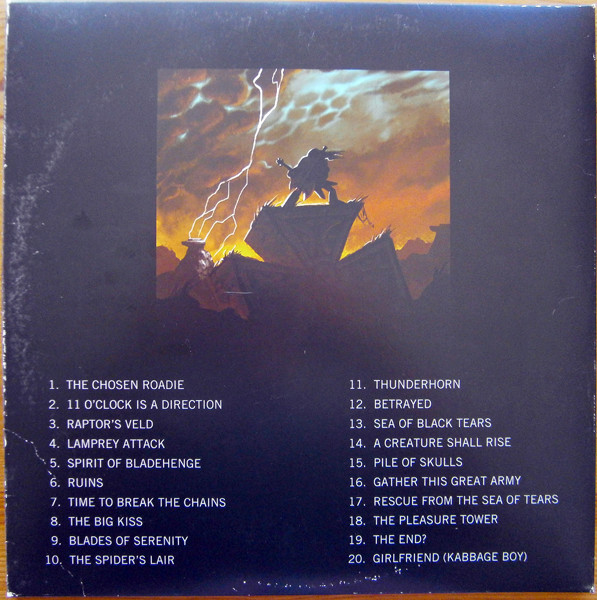 1. THE CHOSEN ROADIE
2. 11 O'CLOCK IS A DIRECTION
3. RAPTOR'S VELD
4. LAMPREY ATTACK
5. SPIRIT OF BLADEHENGE
6. RUINS
7. TIME TO BREAK THE CHAINS
8. THE BIG KISS
9. BLADES OF SERENITY
10. THE SPIDER'S LAIR
11. THUNDERHORN
12. BETRAYED
13. SEA OF BLACK TEARS
14. A CREATURE SHALL RISE
15. PILE OF SKULLS
16. GATHER THIS GREAT ARMY
17. RESCUE FROM THE SEA OF TEARS
18. THE PLEASURE TOWER
19. THE END?
20. GIRLFRIEND (KABBAGE BOY)